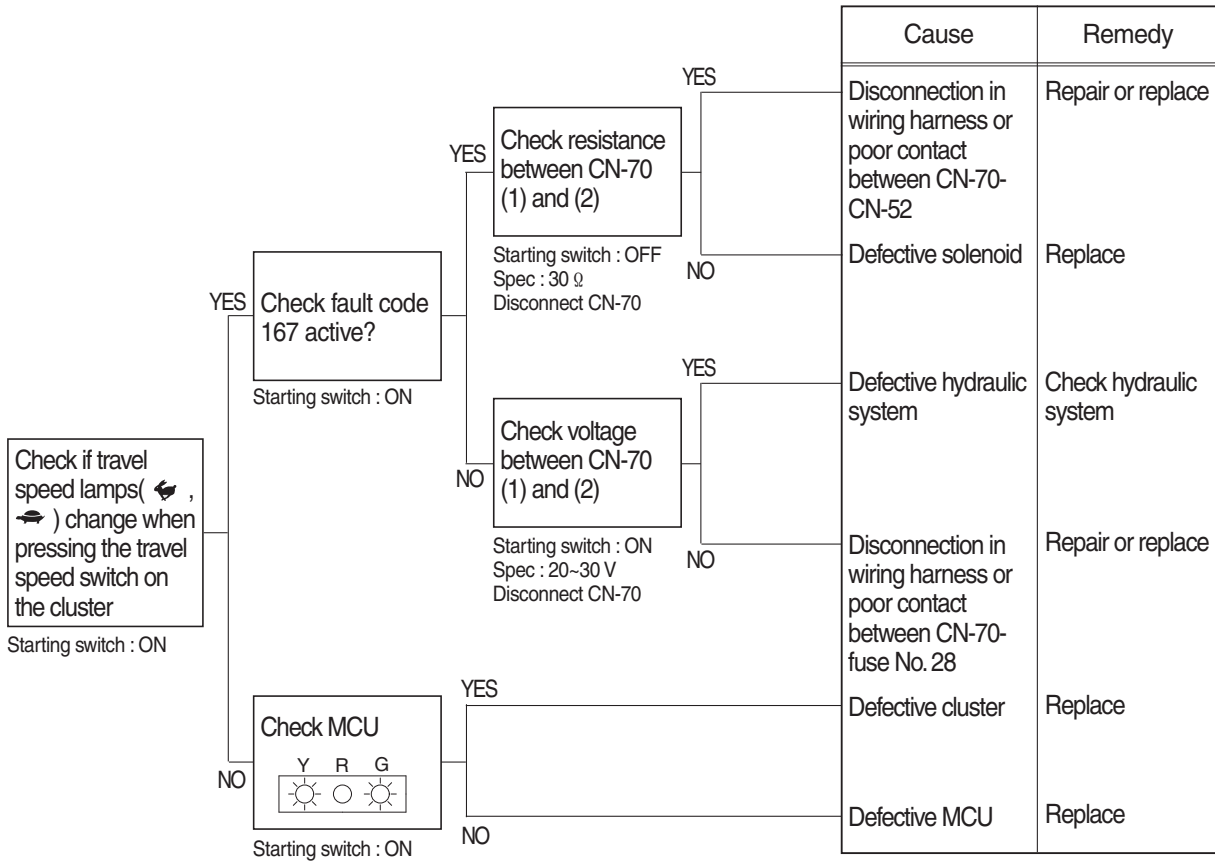 Cause
Remedy
YES
Disconnection in
wiring harness or
poor contact
between CN-70-
CN-52
Repair or replace
YES
Check resistance
between CN-70
(1) and (2)
Starting switch : OFF
Spec : 30 Ω
Disconnect CN-70
NO
Defective solenoid
Replace
YES
Check fault code
167 active?
Starting switch : ON
YES
Defective hydraulic
system
Check hydraulic
system
NO
Check voltage
between CN-70
(1) and (2)
Starting switch : ON
Spec : 20~30 V
Disconnect CN-70
NO
Disconnection in
wiring harness or
poor contact
between CN-70-
fuse No. 28
Repair or replace
Check if travel
speed lamps( ,
) change when
pressing the travel
speed switch on
the cluster
Starting switch : ON
NO
Check MCU
Y R G
Starting switch : ON
YES
Defective cluster
Replace
NO
Defective MCU
Replace